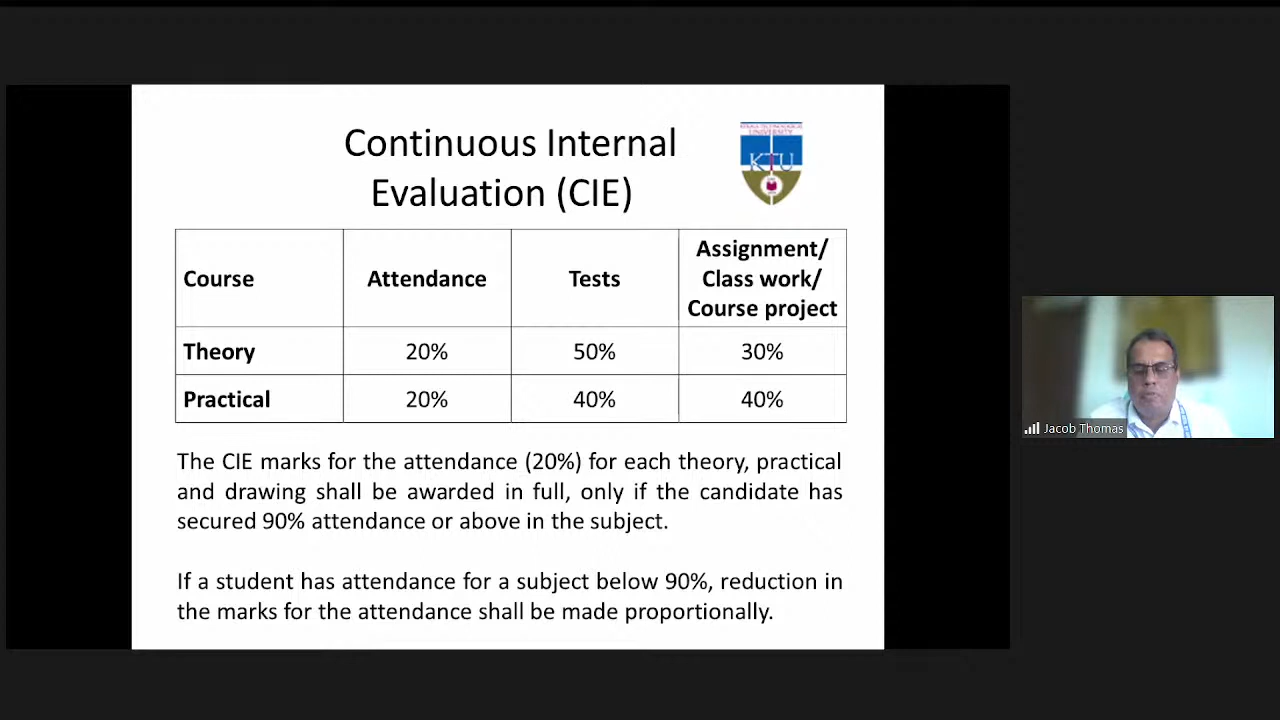 Continuous Internal
Evaluation (CIE)
UNIVERSITY
KTU
Course
Attendance
Tests
Assignment/
Class work/
Course project
Theory
20%
50%
30%
Practical
20%
40%
40%
The CIE marks for the attendance (20%) for each theory, practical
and drawing shall be awarded in full, only if the candidate has
secured 90% attendance or above in the subject.
If a student has attendance for a subject below 90%, reduction in
the marks for the attendance shall be made proportionally.
Jacob Thomas